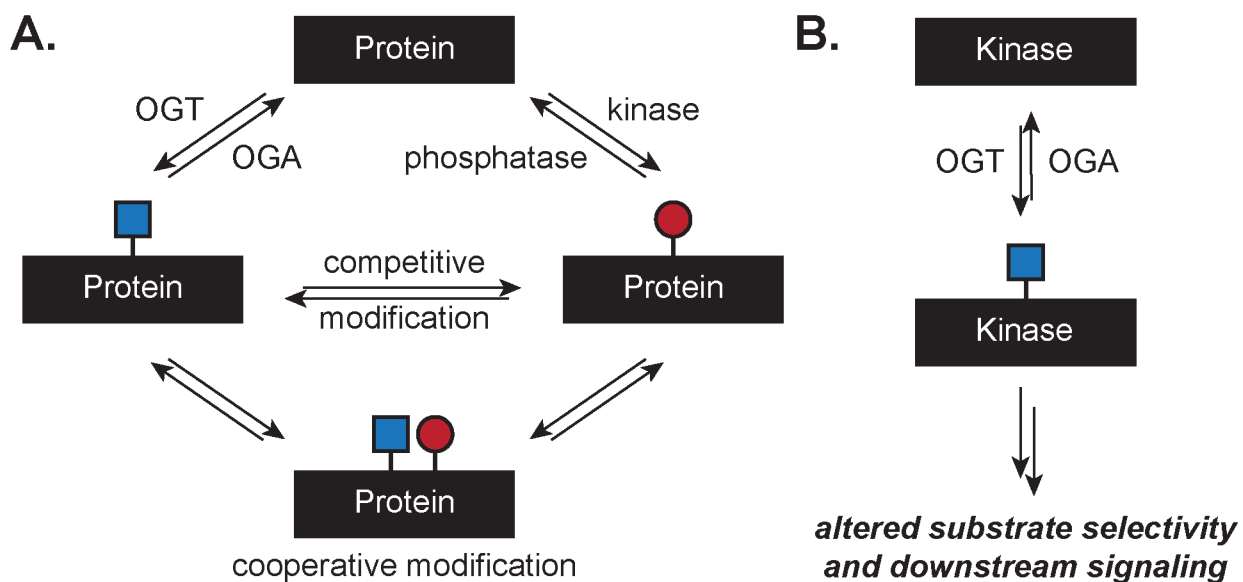 A.
Protein
OGT
OGA
kinase
phosphatase
Protein
competitive
modification
Protein
Protein
cooperative modification
B.
Kinase
OGT
OGA
Kinase
altered substrate selectivity
and downstream signaling